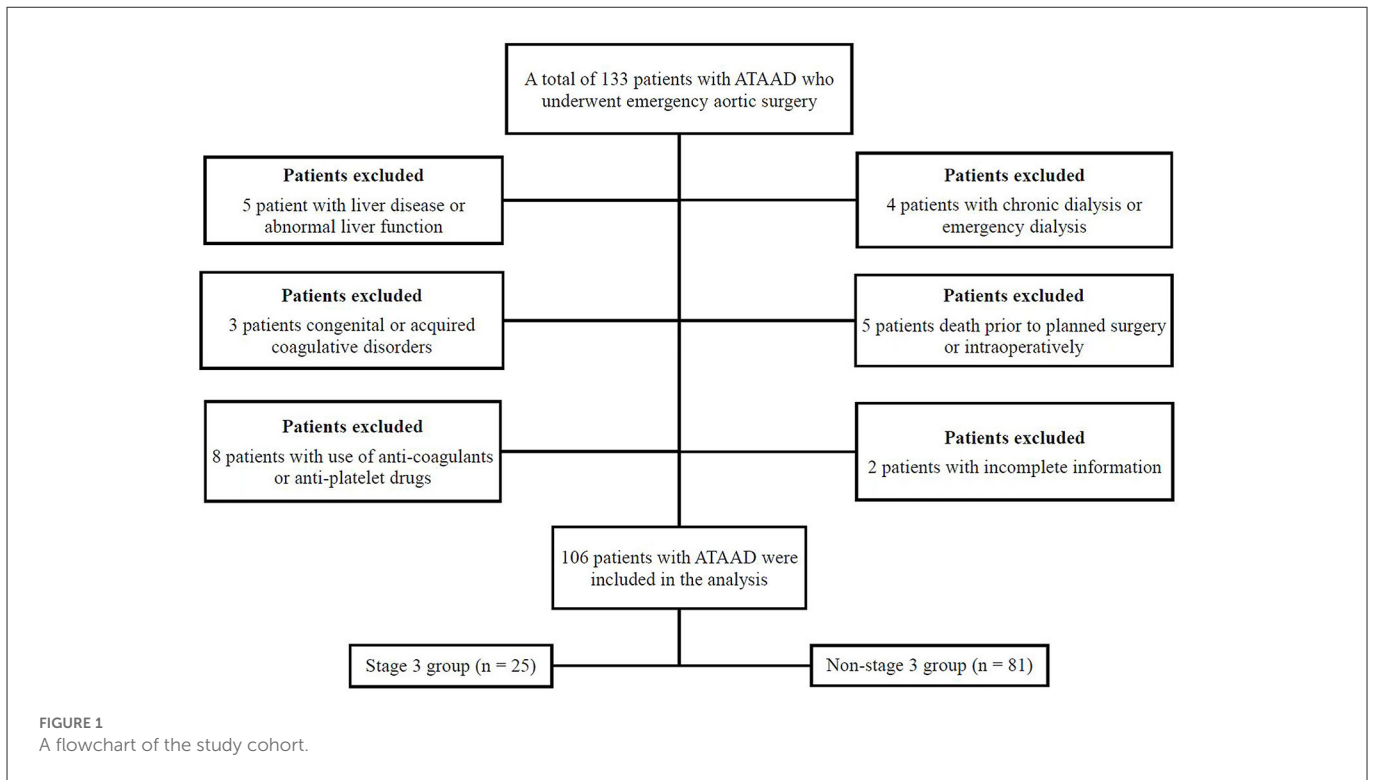 A total of 133 patients with ATAAD who
underwent emergency aortic surgery
Patients excluded
5 patient with liver disease or
abnormal liver function
Patients excluded
4 patients with chronic dialysis or
emergency dialysis
Patients excluded
3 patients congenital or acquired
coagulative disorders
Patients excluded
5 patients death prior to planned surgery
or intraoperatively
Patients excluded
8 patients with use of anti-coagulants
or anti-platelet drugs
Patients excluded
2 patients with incomplete information
106 patients with ATAAD were
included in the analysis
Stage 3 group (n = 25)
Non-stage 3 group (n = 81)
FIGURE 1
A flowchart of the study cohort.